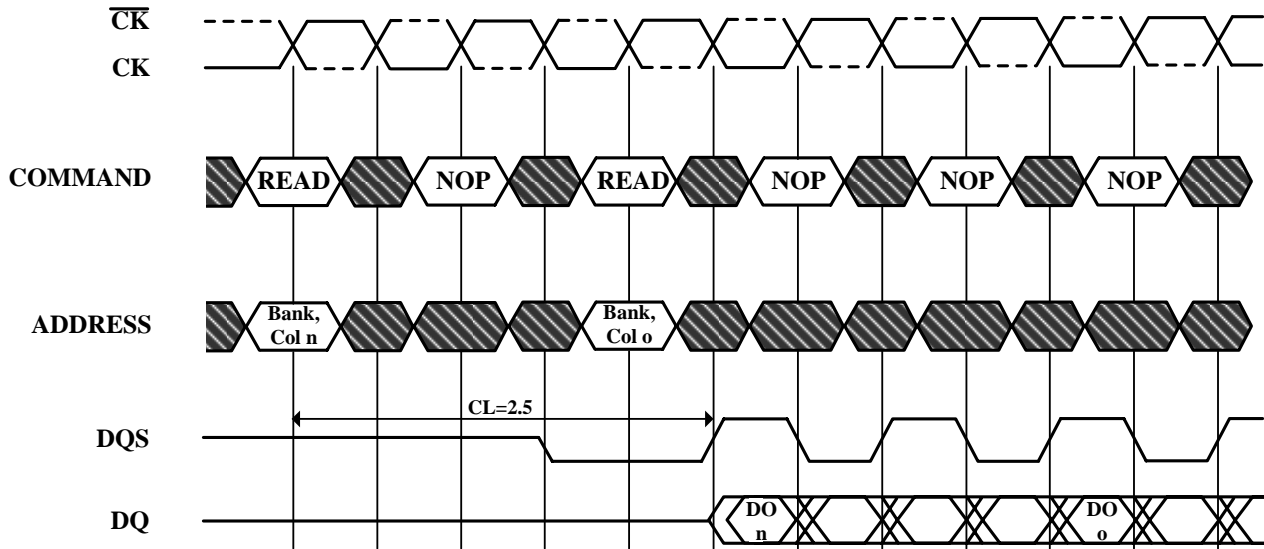 CK
CK
COMMAND
READ
NOP
READ
NOP
NOP
NOP
ADDRESS
Bank,
Col n
Bank,
Col o
CL=2.5
DQS
DQ
DO
n
DO
o